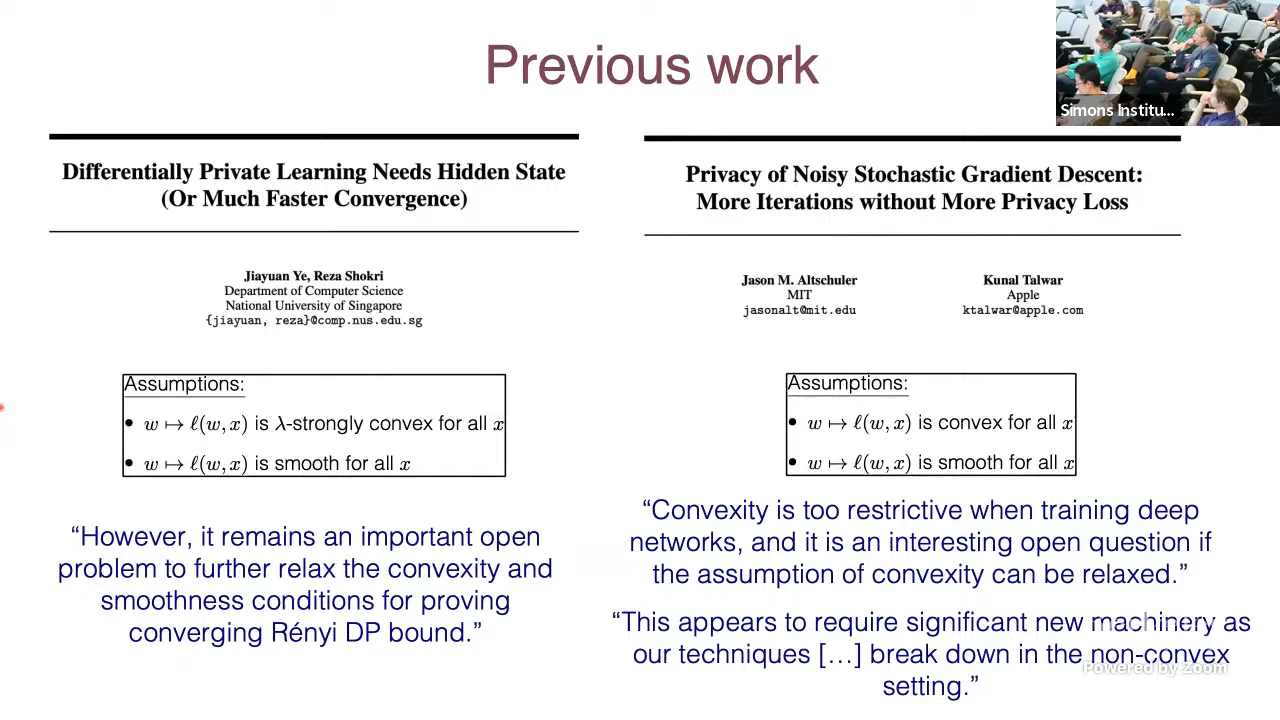 Previous work
Simons Institu...
Differentially Private Learning Needs Hidden State
(Or Much Faster Convergence)
Jiayuan Ye, Reza Shokri
Department of Computer Science
National University of Singapore
{jiayuan, reza}@comp.nus.edu.sg
Assumptions:
• w ↦ ℓ(w, x) is λ-strongly convex for all x
• w ↦ ℓ(w, x) is smooth for all x
“However, it remains an important open
problem to further relax the convexity and
smoothness conditions for proving
converging Rényi DP bound.”
Privacy of Noisy Stochastic Gradient Descent:
More Iterations without More Privacy Loss
Jason M. Altschuler
MIT
jasonalt@mit.edu
Kunal Talwar
Apple
ktalwar@apple.com
Assumptions:
• w ↦ ℓ(w, x) is convex for all x
• w ↦ ℓ(w, x) is smooth for all x
“Convexity is too restrictive when training deep
networks, and it is an interesting open question if
the assumption of convexity can be relaxed.”
“This appears to require significant new machinery as
our techniques […] break down in the non-convex
setting.”
Powered by Zoom